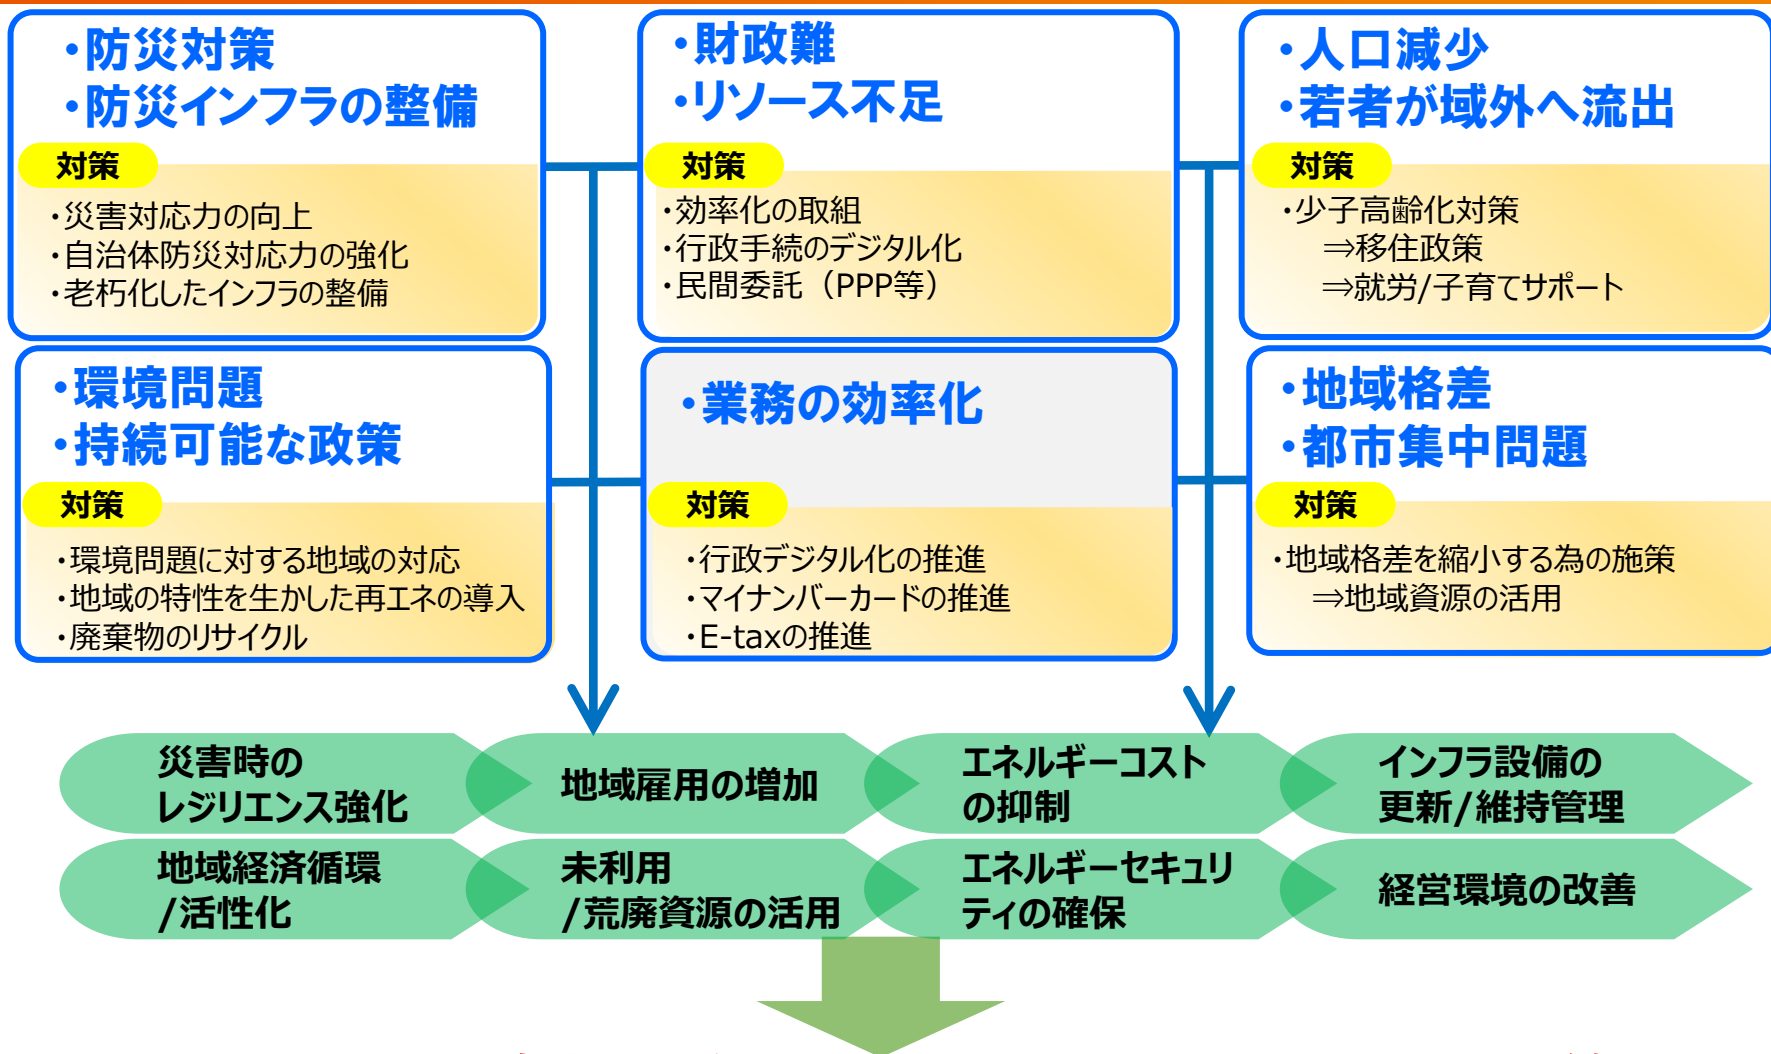 ・防災対策
・防災インフラの整備
対策
・災害対応力の向上
・自治体防災対応力の強化
・老朽化したインフラの整備
・財政難
・リソース不足
対策
・効率化の取組
・行政手続のデジタル化
・民間委託（PPP等）
・人口減少
・若者が域外へ流出
対策
・少子高齢化対策
⇒移住政策
⇒就労/子育てサポート
・環境問題
・持続可能な政策
対策
・環境問題に対する地域の対応
・地域の特性を生かした再エネの導入
・廃棄物のリサイクル
・業務の効率化
対策
・行政デジタル化の推進
・マイナンバーカードの推進
・E-taxの推進
・地域格差
・都市集中問題
対策
・地域格差を縮小する為の施策
⇒地域資源の活用
災害時の
レジリエンス強化
地域雇用の増加
エネルギーコスト
の抑制
インフラ設備の
更新/維持管理
地域経済循環
/活性化
未利用
/荒廃資源の活用
エネルギーセキュリ
ティの確保
経営環境の改善